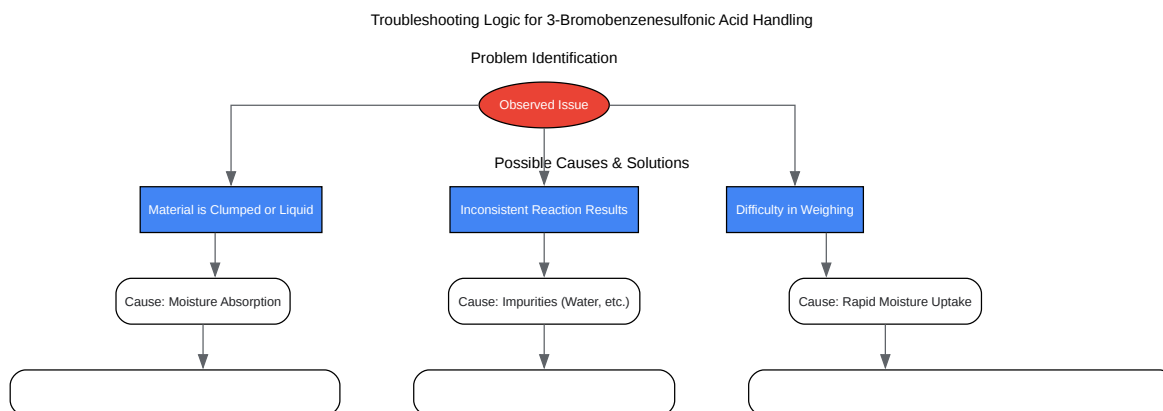 Troubleshooting Logic for 3-Bromobenzenesulfonic Acid Handling
Problem Identification
Observed Issue
Possible Causes & Solutions
Material is Clumped or Liquid
Inconsistent Reaction Results
Difficulty in Weighing
Cause: Moisture Absorption
Cause: Impurities (Water, etc.)
Cause: Rapid Moisture Uptake